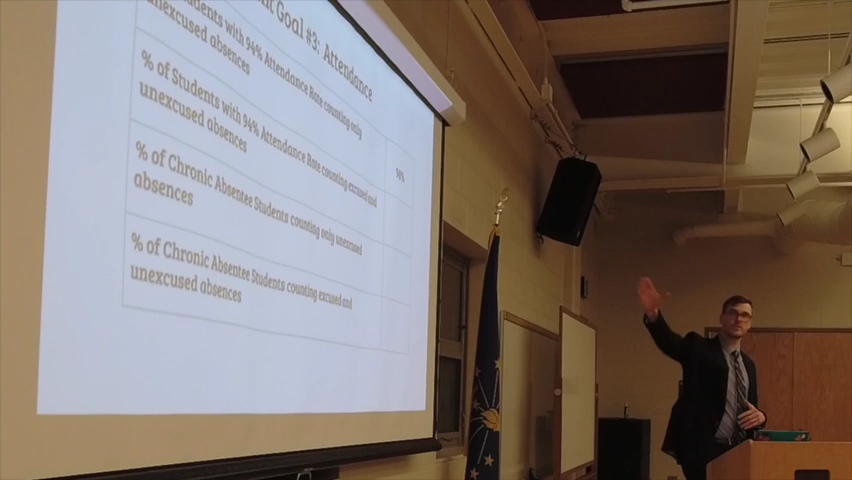 nt Goal #3: Attendance
Students with 94% Attendance Rate counting only
unexcused absences
% of Students with 94% Attendance Rate counting excused and
unexcused absences
96%
% of Chronic Absentee Students counting only unexcused
absences
% of Chronic Absentee Students counting excused and
unexcused absences